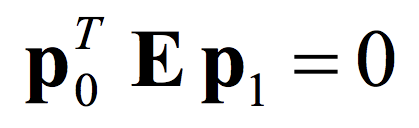 p₀ᵀ E p₁ = 0